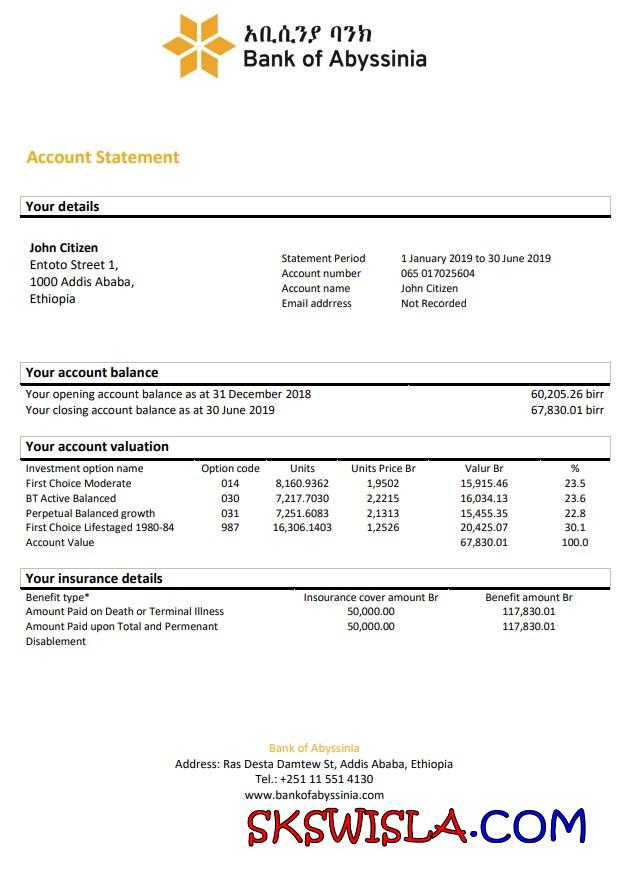 አቢሲንያ ባንክ
Bank of Abyssinia
Account Statement
Your details
John Citizen
Entoto Street 1,
1000 Addis Ababa,
Ethiopia
Statement Period 1 January 2019 to 30 June 2019
Account number 065 017025604
Account name John Citizen
Email addrress Not Recorded
Your account balance
Your opening account balance as at 31 December 2018 60,205.26 birr
Your closing account balance as at 30 June 2019 67,830.01 birr
Your account valuation
Investment option name Option code Units Units Price Br Valur Br %
First Choice Moderate 014 8,160.9362 1,9502 15,915.46 23.5
BT Active Balanced 030 7,217.7030 2,2215 16,034.13 23.6
Perpetual Balanced growth 031 7,251.6083 2,1313 15,455.35 22.8
First Choice Lifestaged 1980-84 987 16,306.1403 1,2526 20,425.07 30.1
Account Value 67,830.01 100.0
Your insurance details
Benefit type* Insourance cover amount Br Benefit amount Br
Amount Paid on Death or Terminal Illness 50,000.00 117,830.01
Amount Paid upon Total and Permenant 50,000.00 117,830.01
Disablement
Bank of Abyssinia
Address: Ras Desta Damtew St, Addis Ababa, Ethiopia
Tel.: +251 11 551 4130
www.bankofabyssinia.com
SKSWISLA.COM